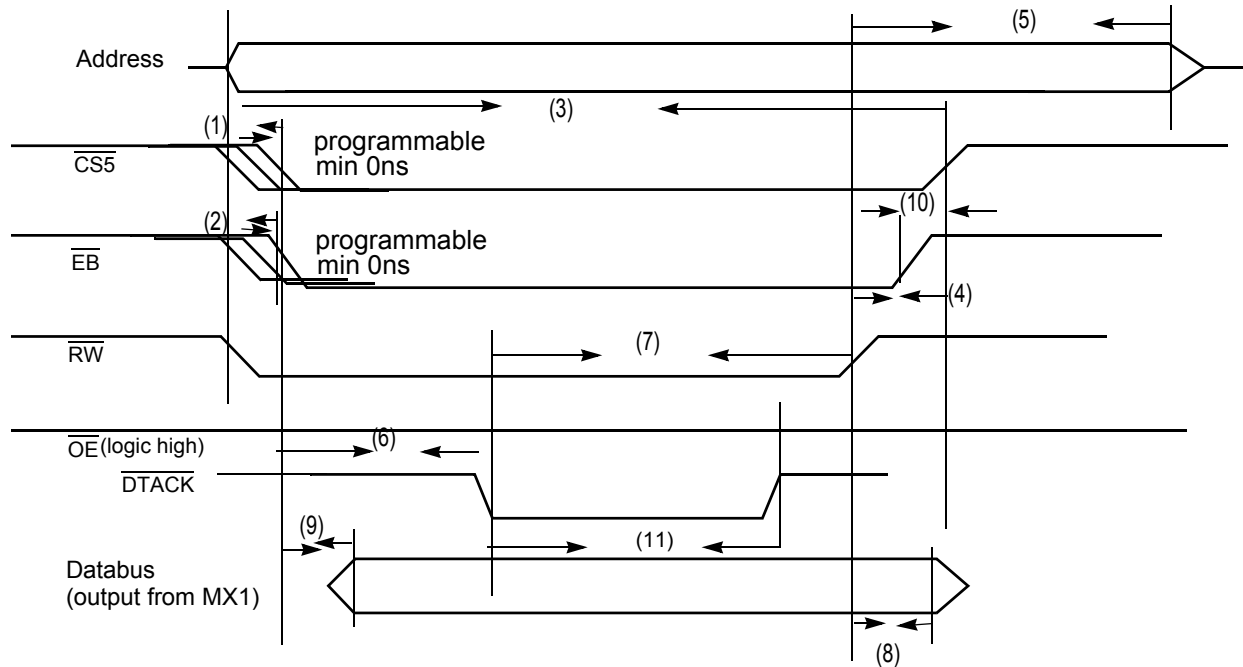 (5)
Address
(3)
(1)
programmable
min 0ns
CS5
(10)
(2)
programmable
min 0ns
EB
(4)
(7)
RW
OE(logic high)
(6)
DTACK
(9)
(11)
Databus
(output from MX1)
(8)